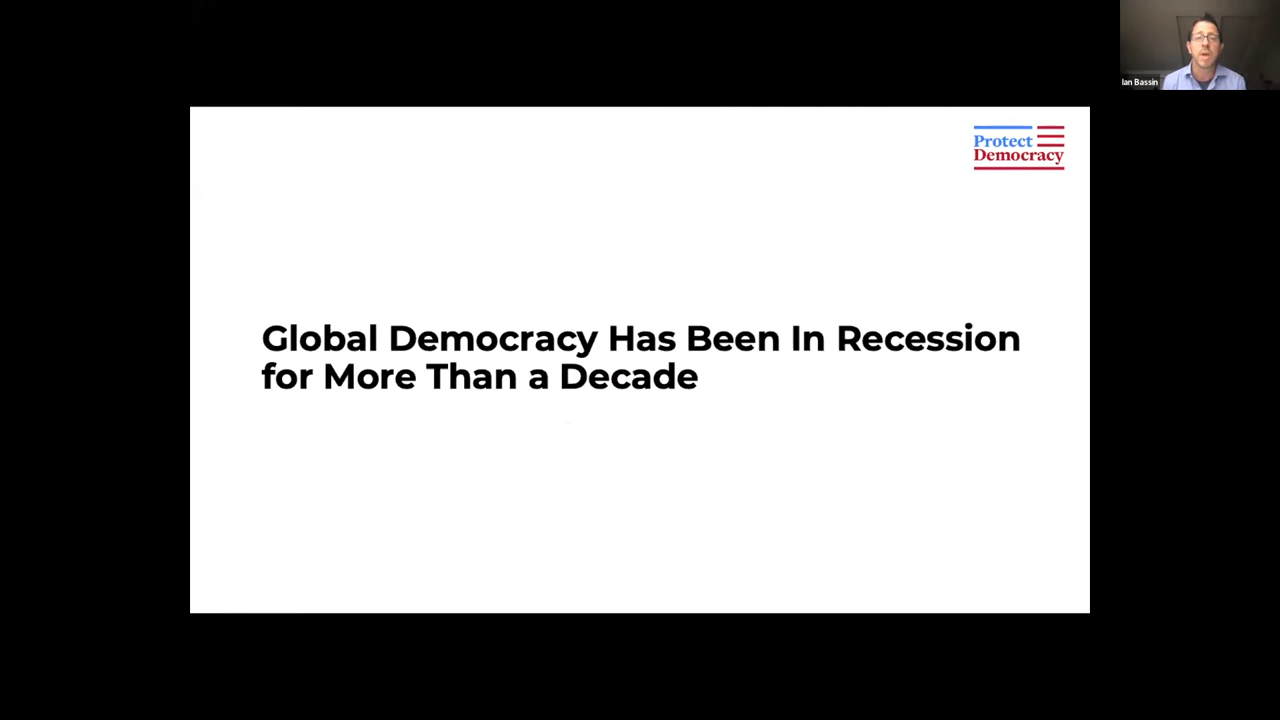 Ian Bassin
Protect
Democracy
Global Democracy Has Been In Recession
for More Than a Decade